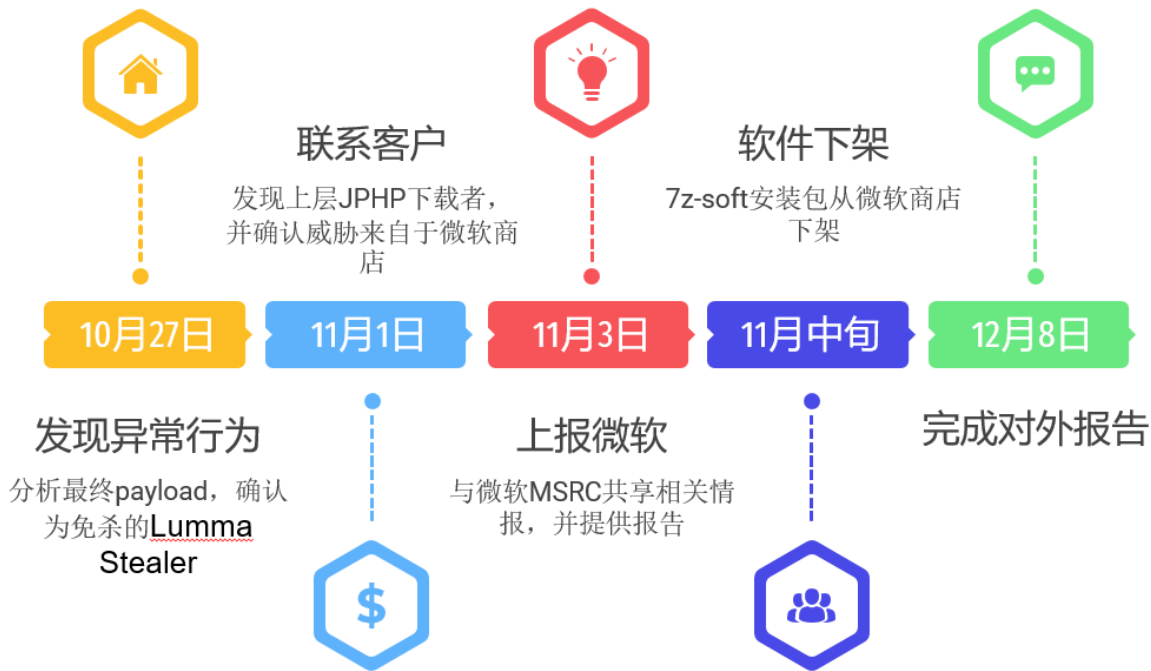 联系客户
发现上层JPHP下载者，
并确认威胁来自于微软商
店
软件下架
7z-soft安装包从微软商店
下架
10月27日
11月1日
11月3日
11月中旬
12月8日
发现异常行为
分析最终payload，确认
为免杀的Lumma
Stealer
上报微软
与微软MSRC共享相关情
报，并提供报告
完成对外报告
$